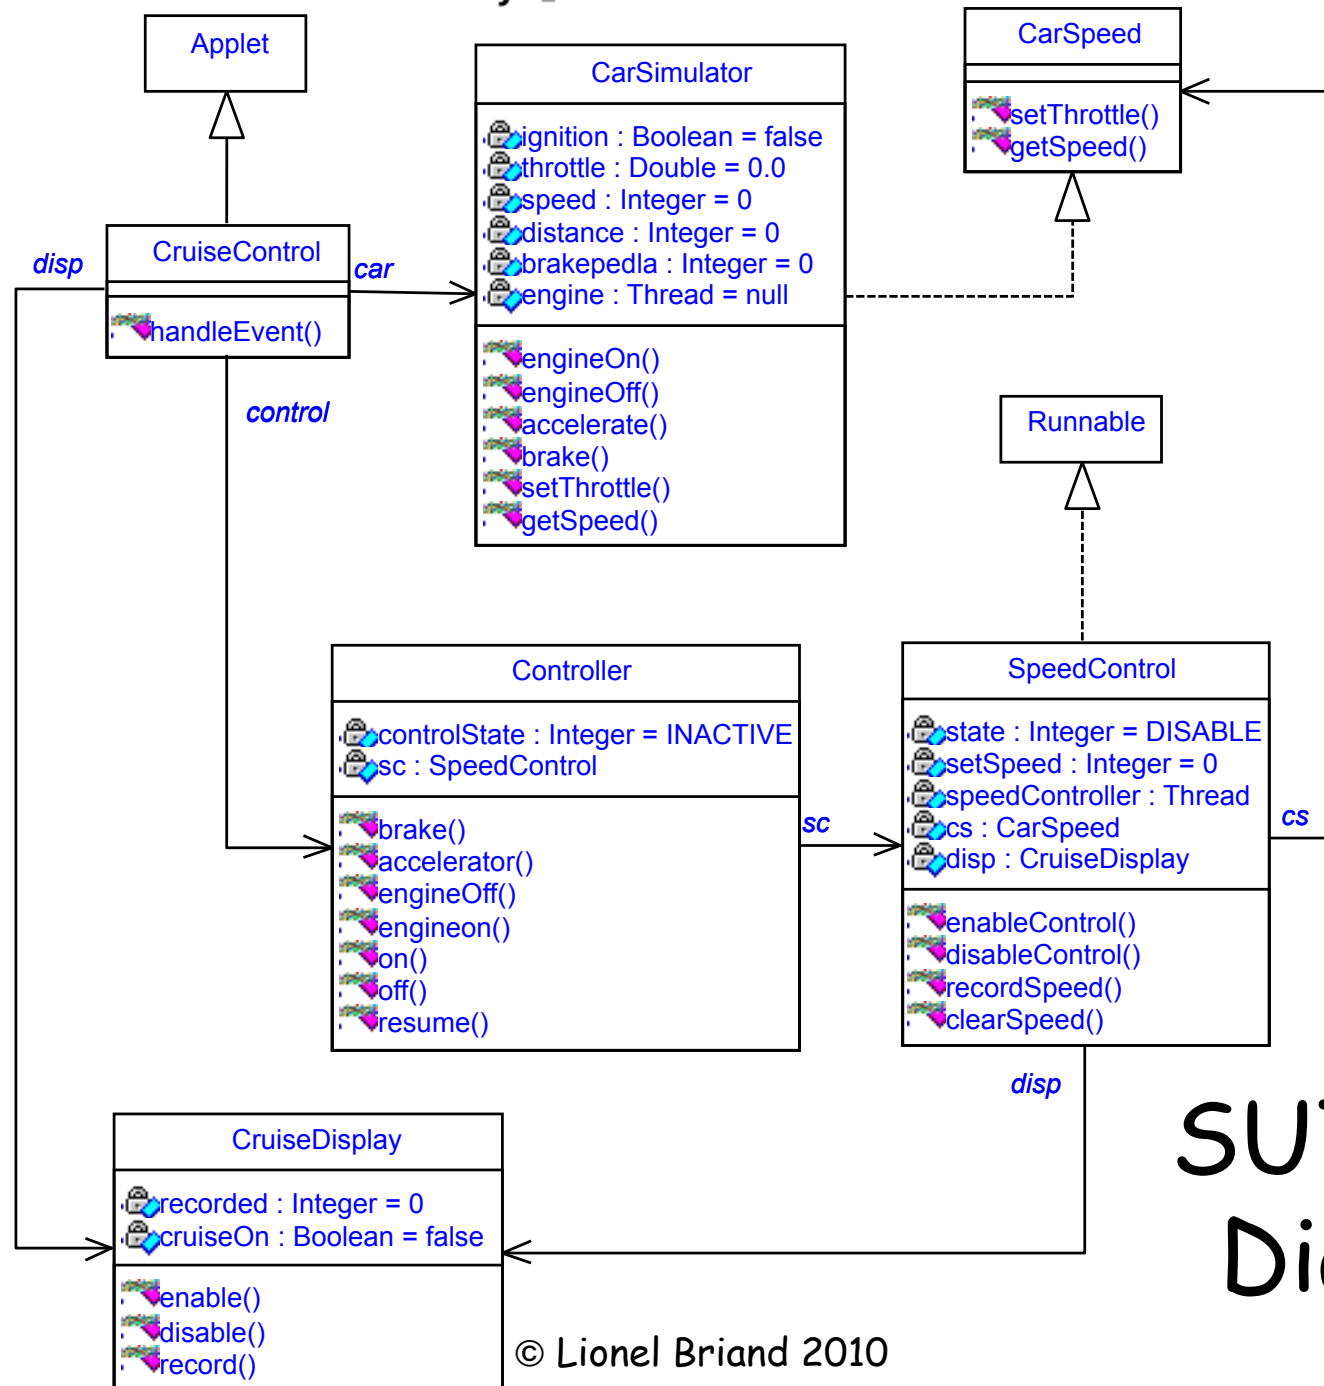 Applet
CarSimulator
ignition : Boolean = false
throttle : Double = 0.0
speed : Integer = 0
distance : Integer = 0
brakepedla : Integer = 0
engine : Thread = null
engineOn()
engineOff()
accelerate()
brake()
setThrottle()
getSpeed()
CarSpeed
setThrottle()
getSpeed()
disp
CruiseControl
handleEvent()
car
control
Runnable
Controller
controlState : Integer = INACTIVE
sc : SpeedControl
brake()
accelerator()
engineOff()
engineon()
on()
off()
resume()
sc
SpeedControl
state : Integer = DISABLE
setSpeed : Integer = 0
speedController : Thread
cs : CarSpeed
disp : CruiseDisplay
enableControl()
disableControl()
recordSpeed()
clearSpeed()
cs
disp
CruiseDisplay
recorded : Integer = 0
cruiseOn : Boolean = false
enable()
disable()
record()
© Lionel Briand 2010